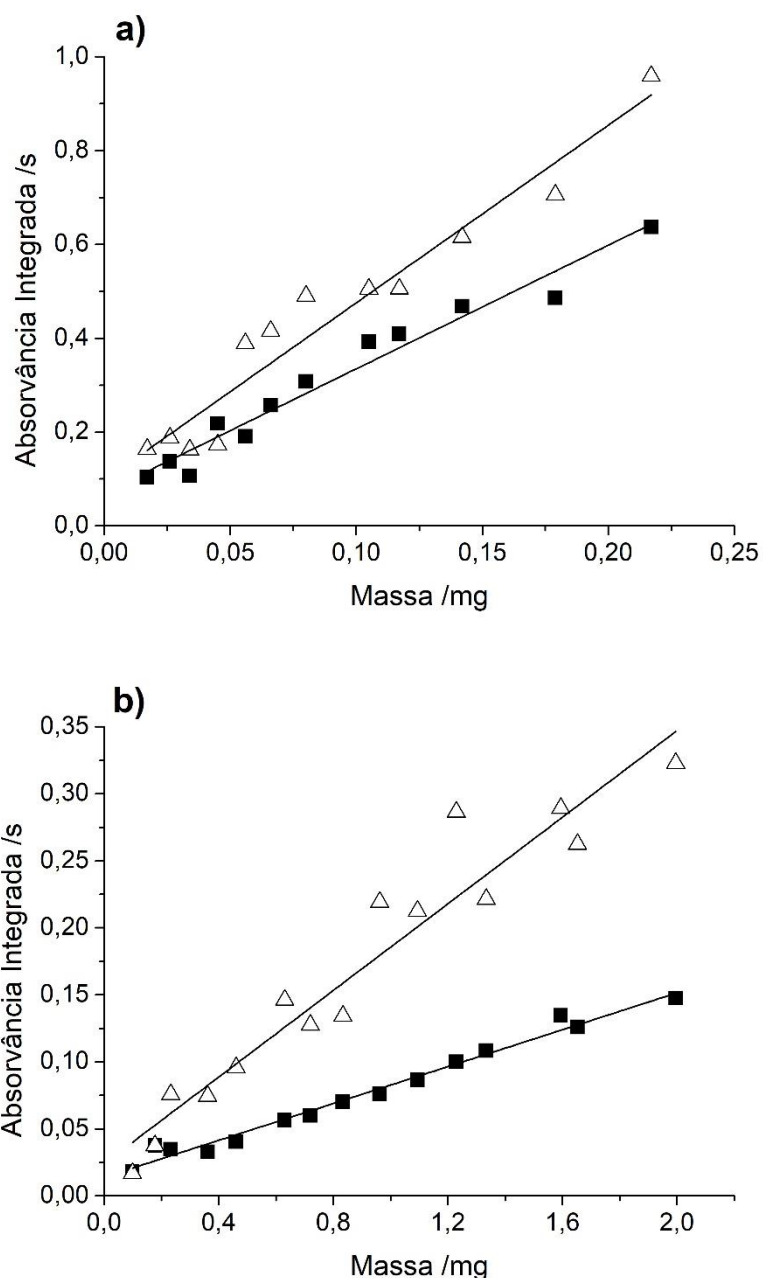 a)
1,0
0,8
0,6
0,4
0,2
0,0
Absorvância Integrada /s
0,00 0,05 0,10 0,15 0,20 0,25
Massa /mg
b)
0,35
0,30
0,25
0,20
0,15
0,10
0,05
0,00
Absorvância Integrada /s
0,0 0,4 0,8 1,2 1,6 2,0
Massa /mg